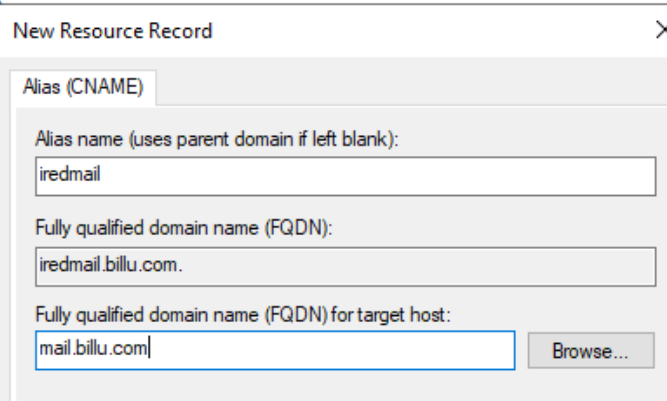 New Resource Record
Alias (CNAME)
Alias name (uses parent domain if left blank):
iredmail
Fully qualified domain name (FQDN):
iredmail.billu.com.
Fully qualified domain name (FQDN) for target host:
mail.billu.com
Browse...